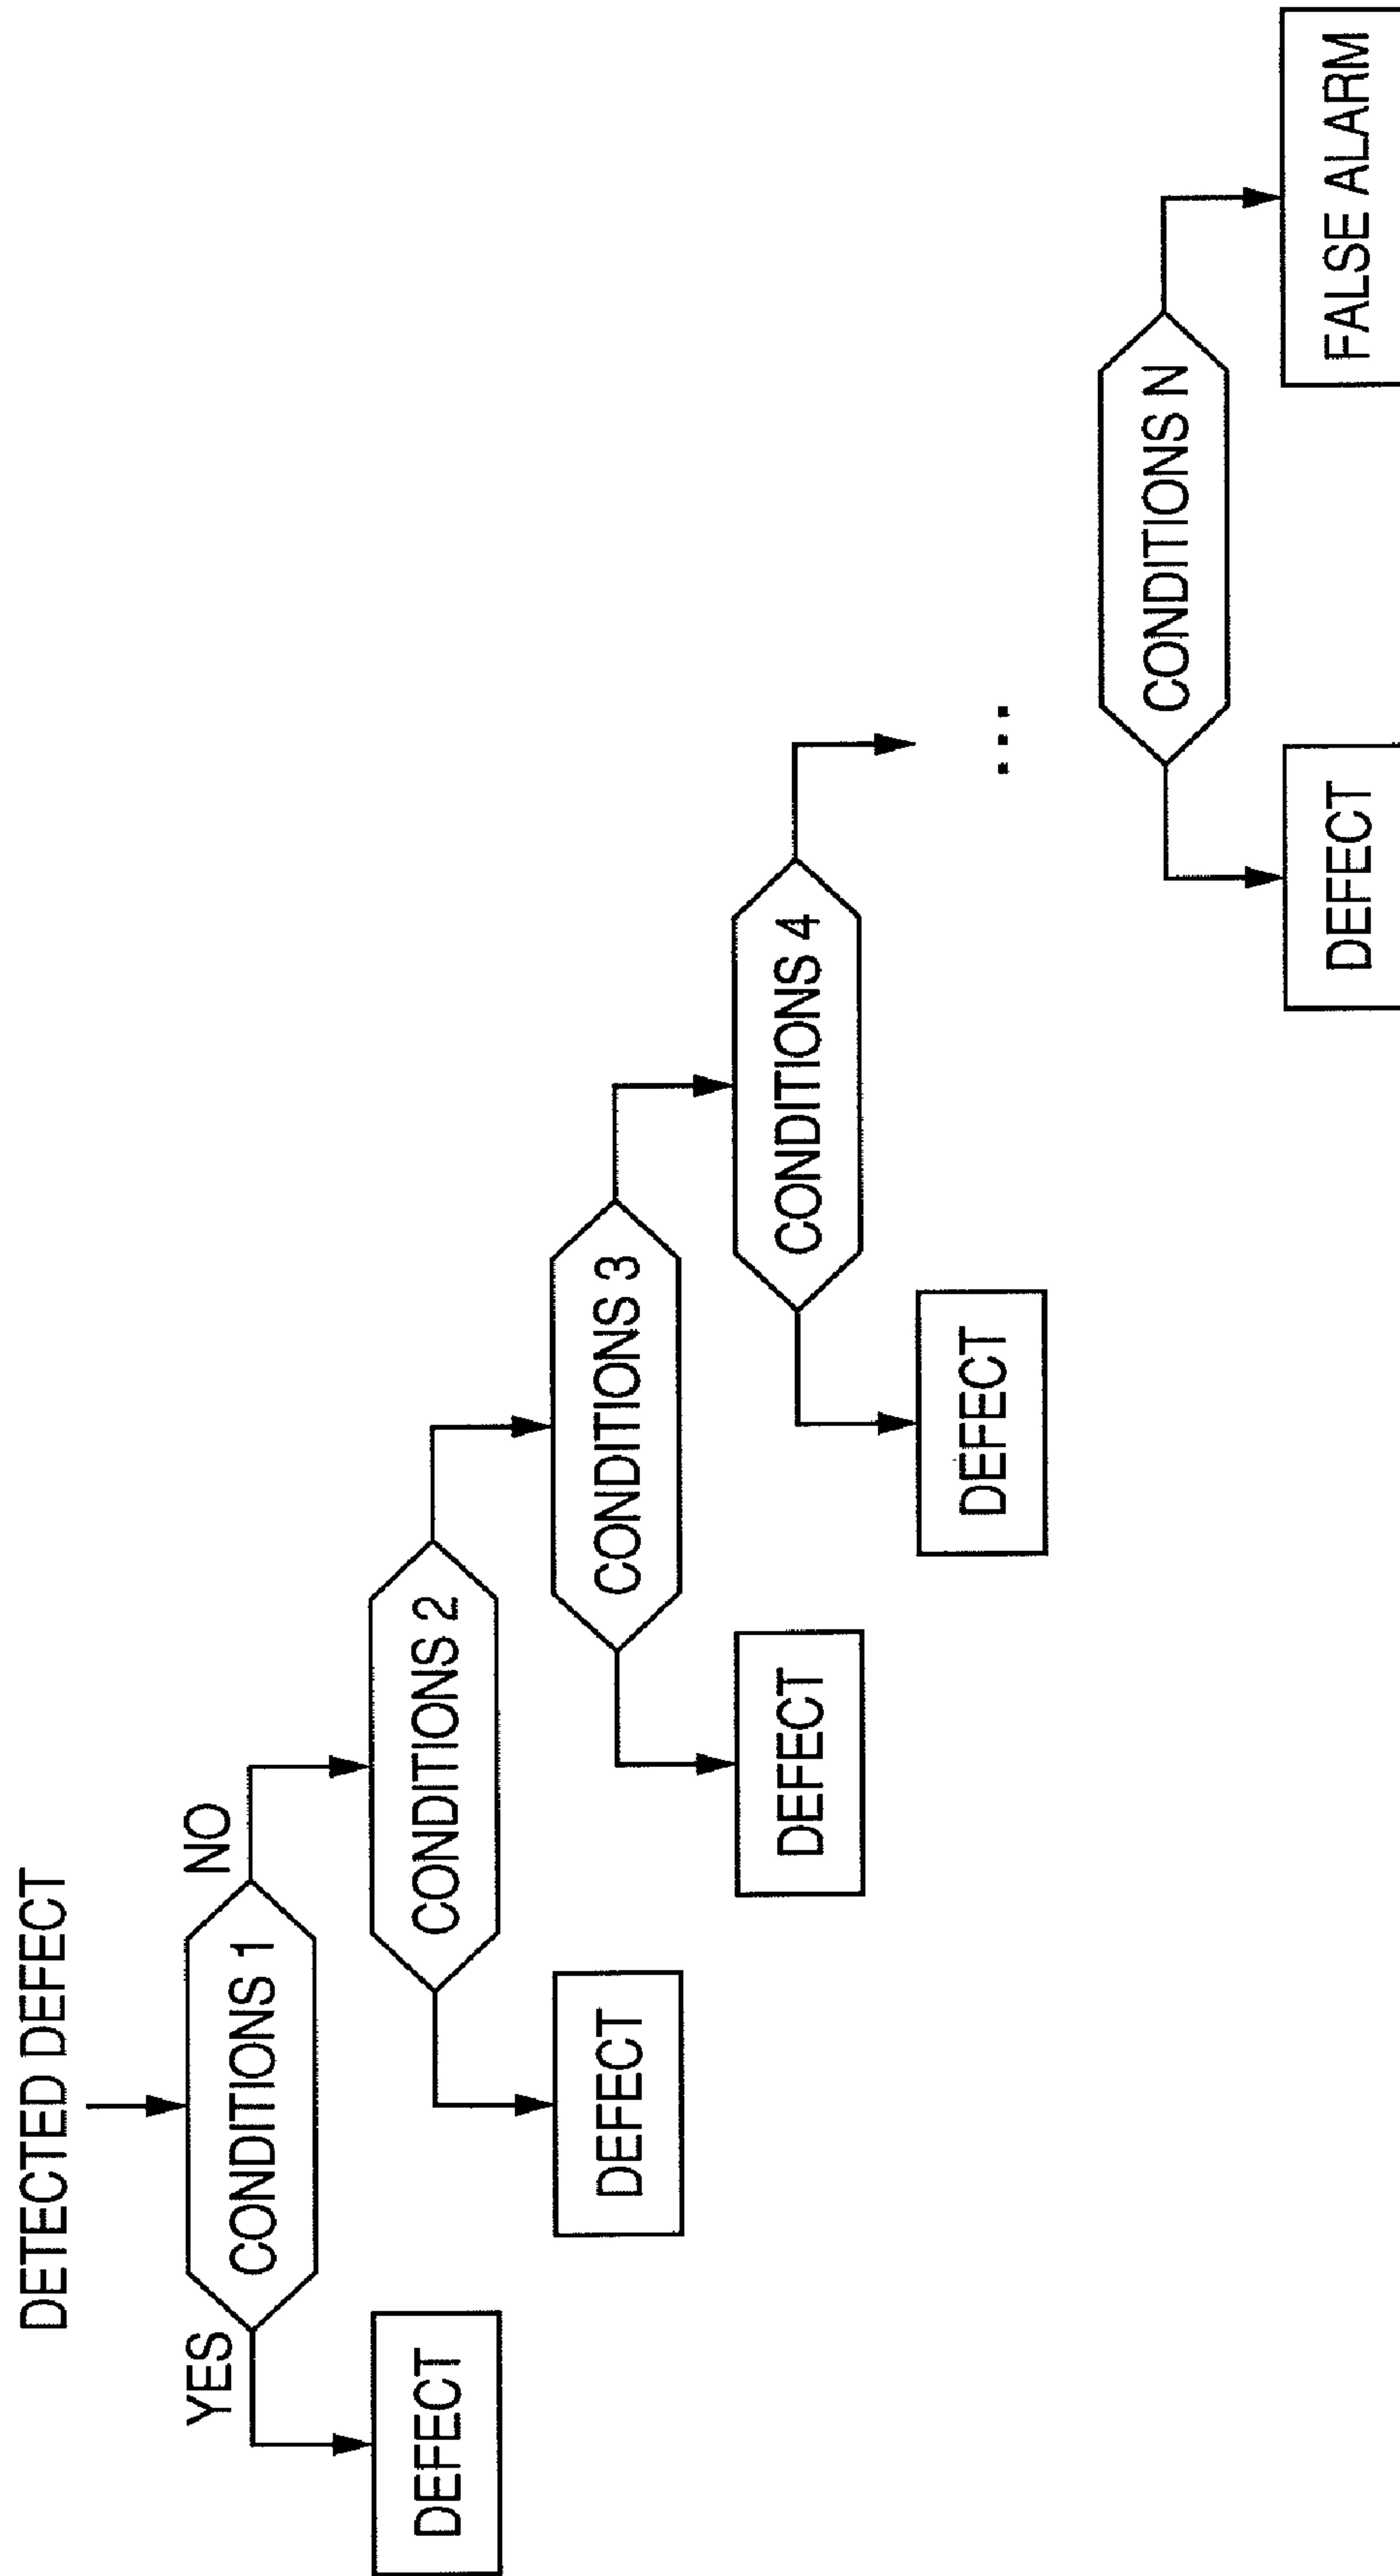 DETECTED DEFECT
YES
NO
CONDITIONS 1
DEFECT
CONDITIONS 2
DEFECT
CONDITIONS 3
DEFECT
CONDITIONS 4
DEFECT
...
CONDITIONS N
DEFECT
FALSE ALARM